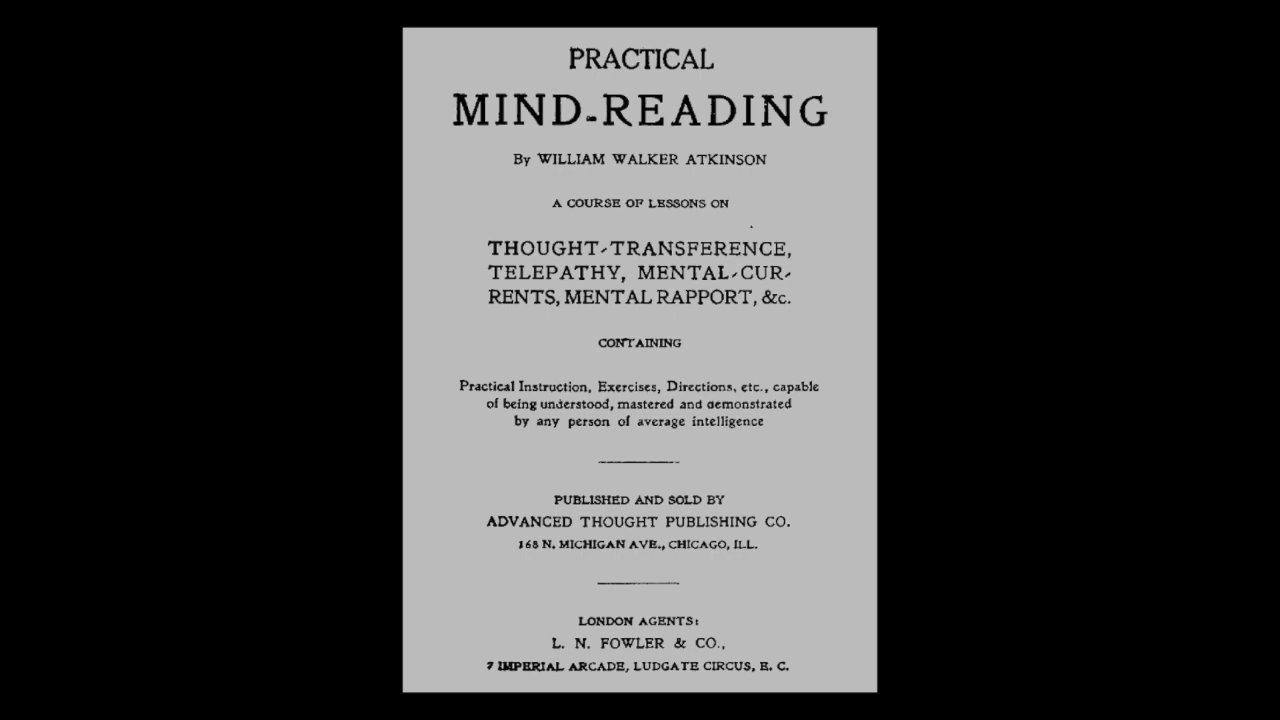 PRACTICAL
MIND-READING
By WILLIAM WALKER ATKINSON
A COURSE OF LESSONS ON
THOUGHT-TRANSFERENCE,
TELEPATHY, MENTAL-CUR-
RENTS, MENTAL RAPPORT, &c.
CONTAINING
Practical Instruction, Exercises, Directions, etc., capable
of being understood, mastered and demonstrated
by any person of average intelligence
PUBLISHED AND SOLD BY
ADVANCED THOUGHT PUBLISHING CO.
168 N. MICHIGAN AVE., CHICAGO, ILL.
LONDON AGENTS:
L. N. FOWLER & CO.,
7 IMPERIAL ARCADE, LUDGATE CIRCUS, E. C.